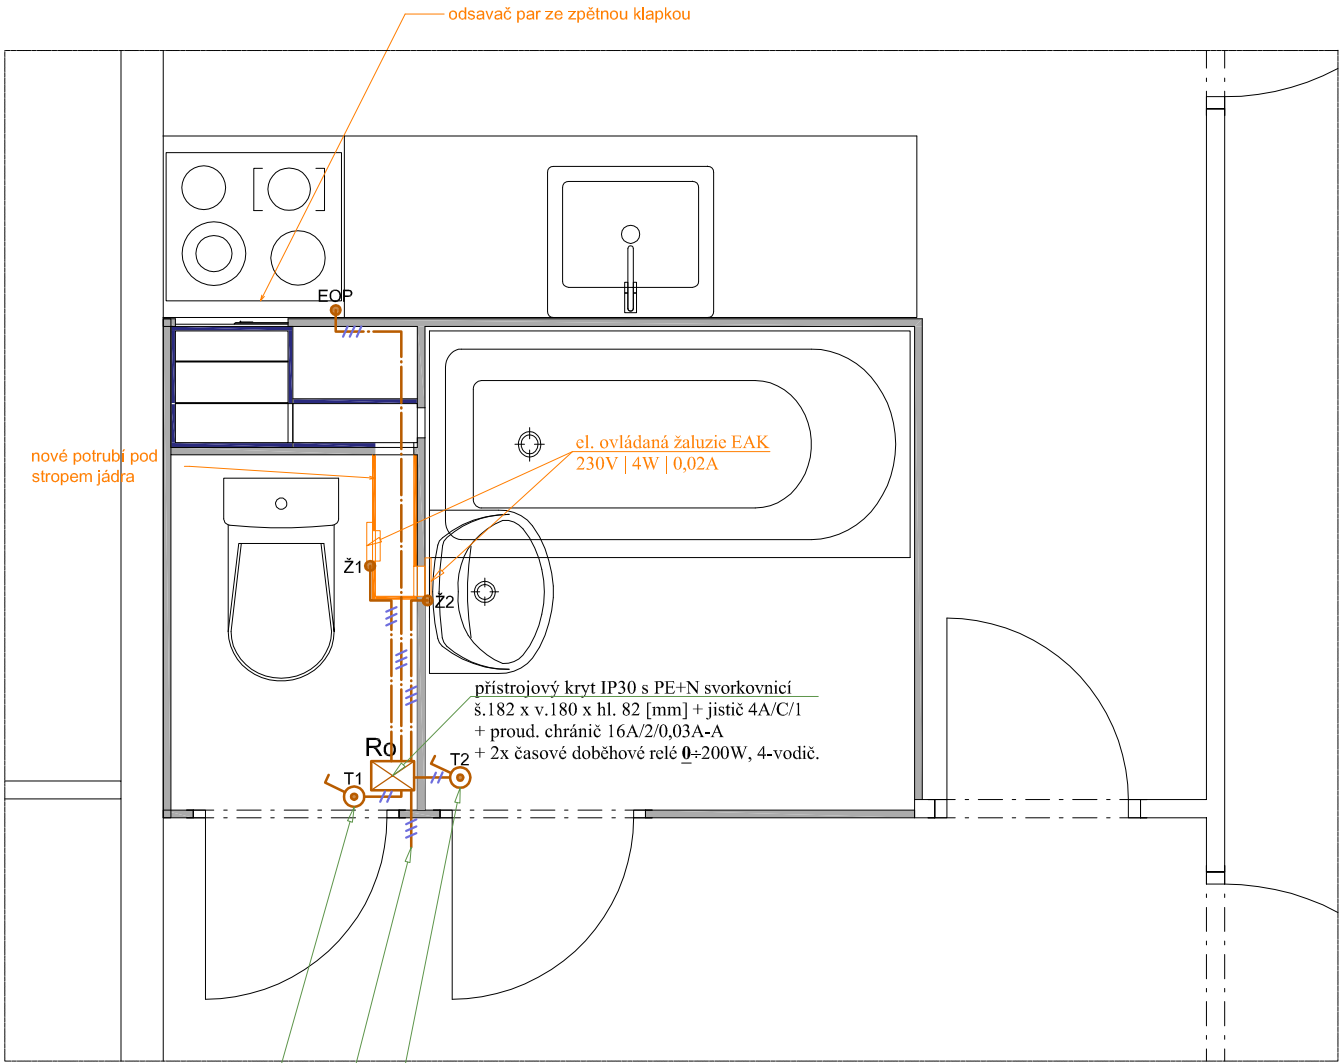 odsavač par ze zpětnou klapkou
EOP
el. ovládaná žaluzie EAK
230V | 4W | 0,02A
nové potrubí pod
stropem jádra
Ž1
Ž2
přístrojový kryt IP30 s PE+N svorkovnicí
š.182 x v.180 x hl. 82 [mm] + jistič 4A/C/1
+ proud. chránič 16A/2/0,03A-A
+ 2x časové doběhové relé 0÷200W, 4-vodič.
Ro
T1
T2